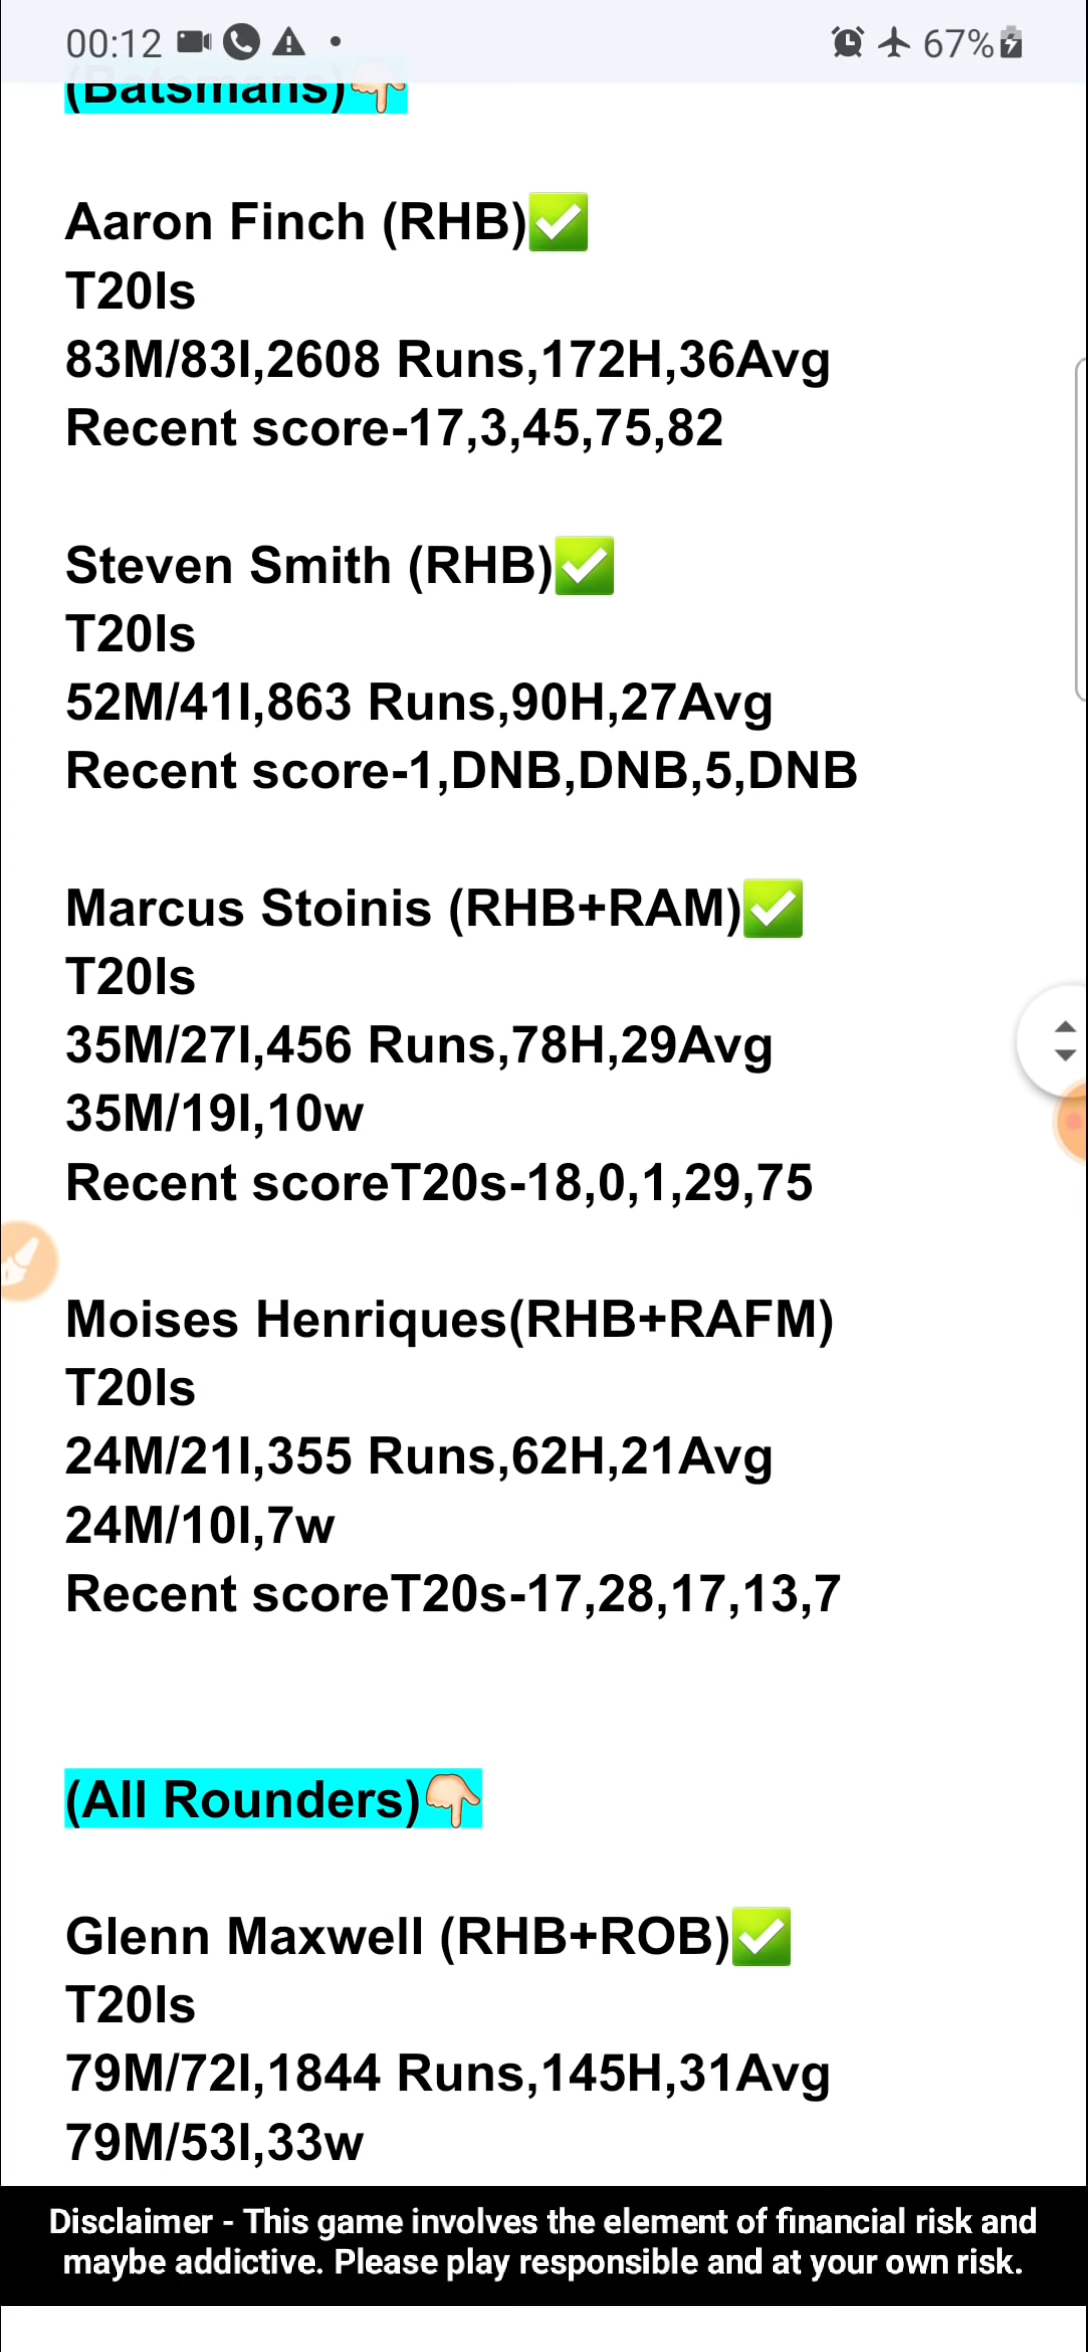 00:12
67%
(Batsmans)👇
Aaron Finch (RHB)✅
T20Is
83M/83I,2608 Runs,172H,36Avg
Recent score-17,3,45,75,82
Steven Smith (RHB)✅
T20Is
52M/41I,863 Runs,90H,27Avg
Recent score-1,DNB,DNB,5,DNB
Marcus Stoinis (RHB+RAM)✅
T20Is
35M/27I,456 Runs,78H,29Avg
35M/19I,10w
Recent scoreT20s-18,0,1,29,75
Moises Henriques(RHB+RAFM)
T20Is
24M/21I,355 Runs,62H,21Avg
24M/10I,7w
Recent scoreT20s-17,28,17,13,7
(All Rounders)👇
Glenn Maxwell (RHB+ROB)✅
T20Is
79M/72I,1844 Runs,145H,31Avg
79M/53I,33w
Disclaimer - This game involves the element of financial risk and
maybe addictive. Please play responsible and at your own risk.